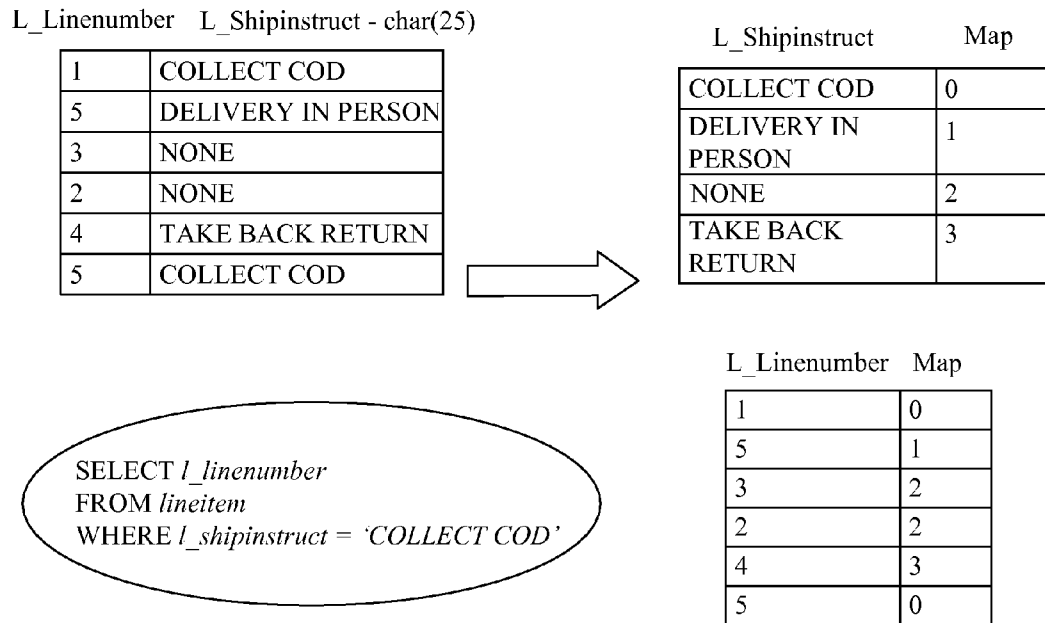 L_Linenumber L_Shipinstruct - char(25)
1 COLLECT COD
5 DELIVERY IN PERSON
3 NONE
2 NONE
4 TAKE BACK RETURN
5 COLLECT COD
L_Shipinstruct Map
COLLECT COD 0
DELIVERY IN 1
PERSON
NONE 2
TAKE BACK 3
RETURN
SELECT l_linenumber
FROM lineitem
WHERE l_shipinstruct = ‘COLLECT COD’
L_Linenumber Map
1 0
5 1
3 2
2 2
4 3
5 0